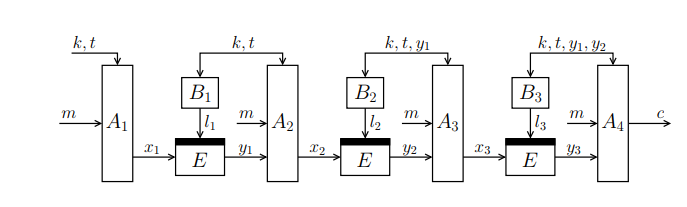 k, t k, t k, t, y₁ k, t, y₁, y₂
B₁ B₂ B₃
m A₁ l₁ m A₂ l₂ m A₃ l₃ m A₄ c
x₁ E y₁ x₂ E y₂ x₃ E y₃